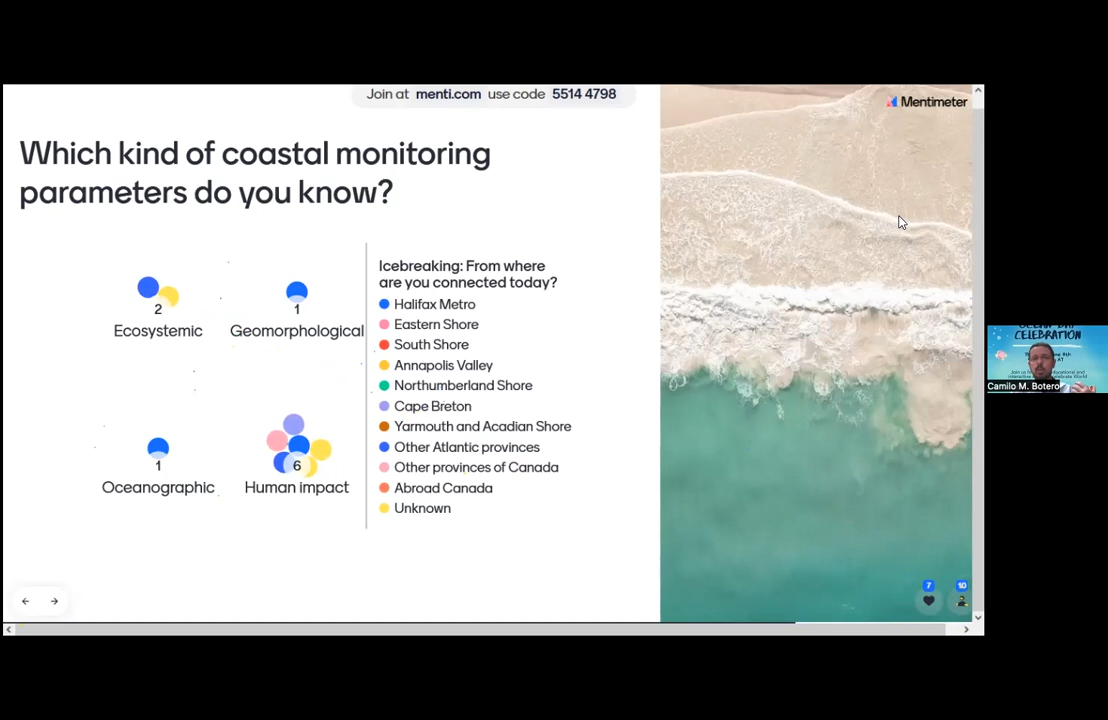 Join at menti.com use code 5514 4798
Mentimeter
Which kind of coastal monitoring
parameters do you know?
2
Ecosystemic
1
Geomorphological
1
Oceanographic
6
Human impact
Icebreaking: From where
are you connected today?
Halifax Metro
Eastern Shore
South Shore
Annapolis Valley
Northumberland Shore
Cape Breton
Yarmouth and Acadian Shore
Other Atlantic provinces
Other provinces of Canada
Abroad Canada
Unknown
7
10
CELEBRATION
Camilo M. Botero